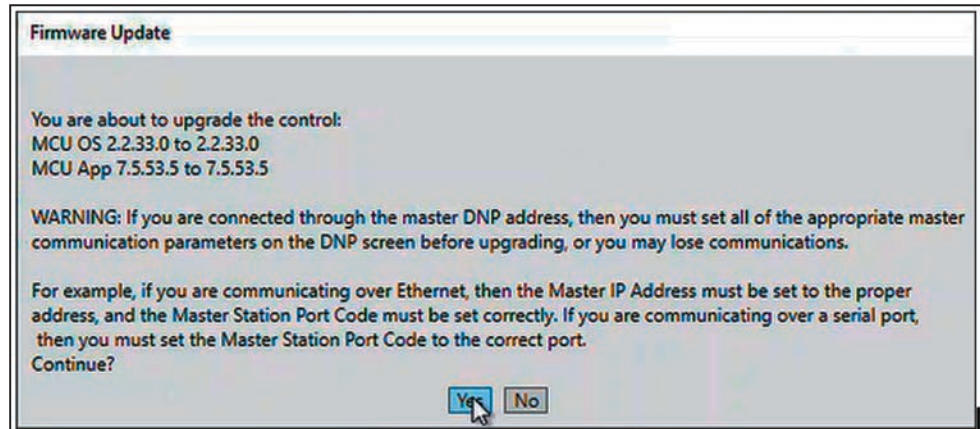 Firmware Update
You are about to upgrade the control:
MCU OS 2.2.33.0 to 2.2.33.0
MCU App 7.5.53.5 to 7.5.53.5
WARNING: If you are connected through the master DNP address, then you must set all of the appropriate master
communication parameters on the DNP screen before upgrading, or you may lose communications.
For example, if you are communicating over Ethernet, then the Master IP Address must be set to the proper
address, and the Master Station Port Code must be set correctly. If you are communicating over a serial port,
then you must set the Master Station Port Code to the correct port.
Continue?
Yes No